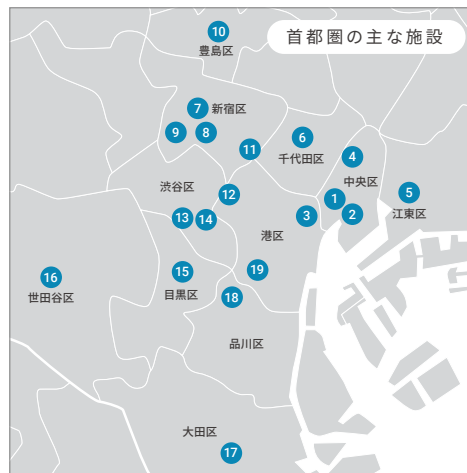 首都圏の主な施設
10
豊島区
7
新宿区
9
8
11
6
千代田区
4
中央区
渋谷区
12
1
5
江東区
13
14
3
2
港区
16
世田谷区
15
目黒区
19
18
品川区
大田区
17